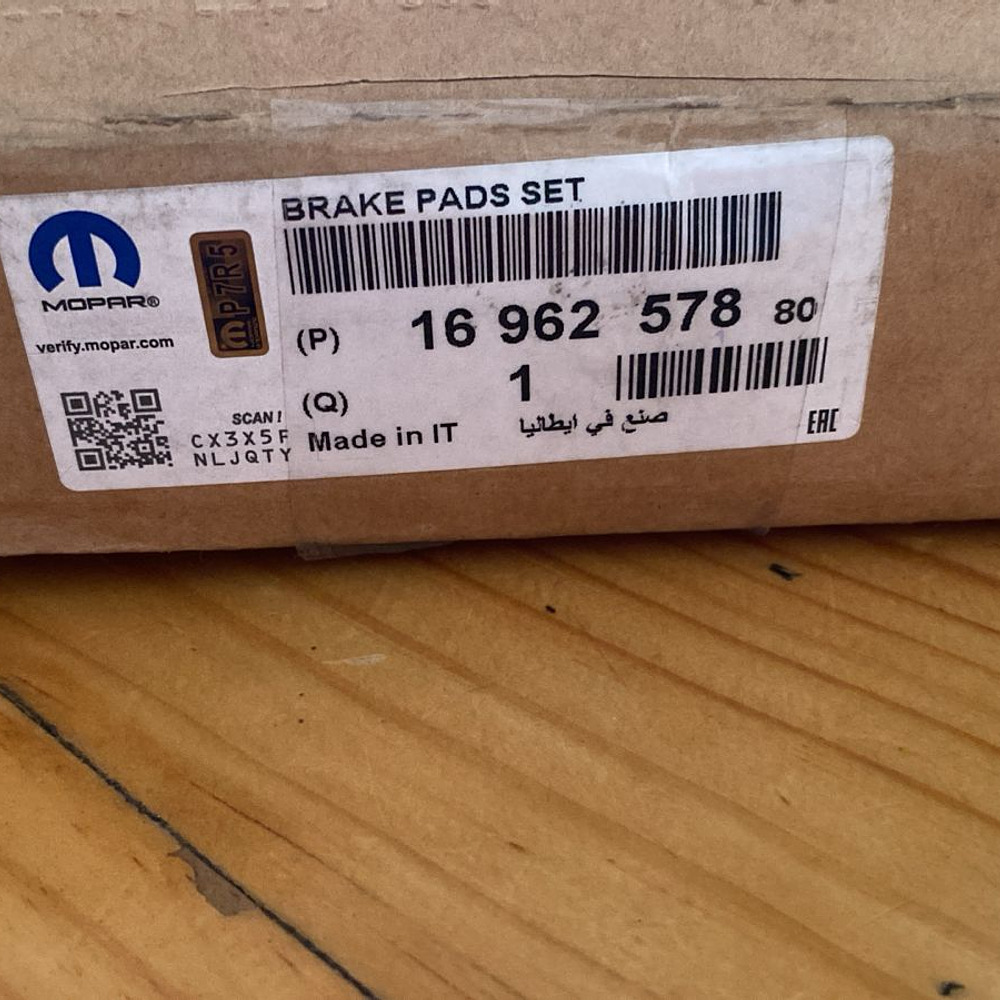 BRAKE PADS SET
MOPAR®
MP7R5
verify.mopar.com
(P) 16 962 578 80
(Q) 1
SCAN!
CX3X5F
NLJQTY
Made in IT صنع في ايطاليا
EAC